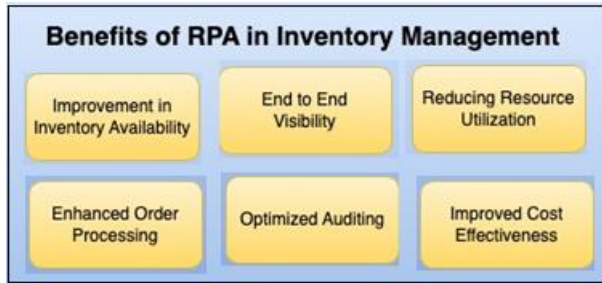 Benefits of RPA in Inventory Management
Improvement in
Inventory Availability
End to End
Visibility
Reducing Resource
Utilization
Enhanced Order
Processing
Optimized Auditing
Improved Cost
Effectiveness